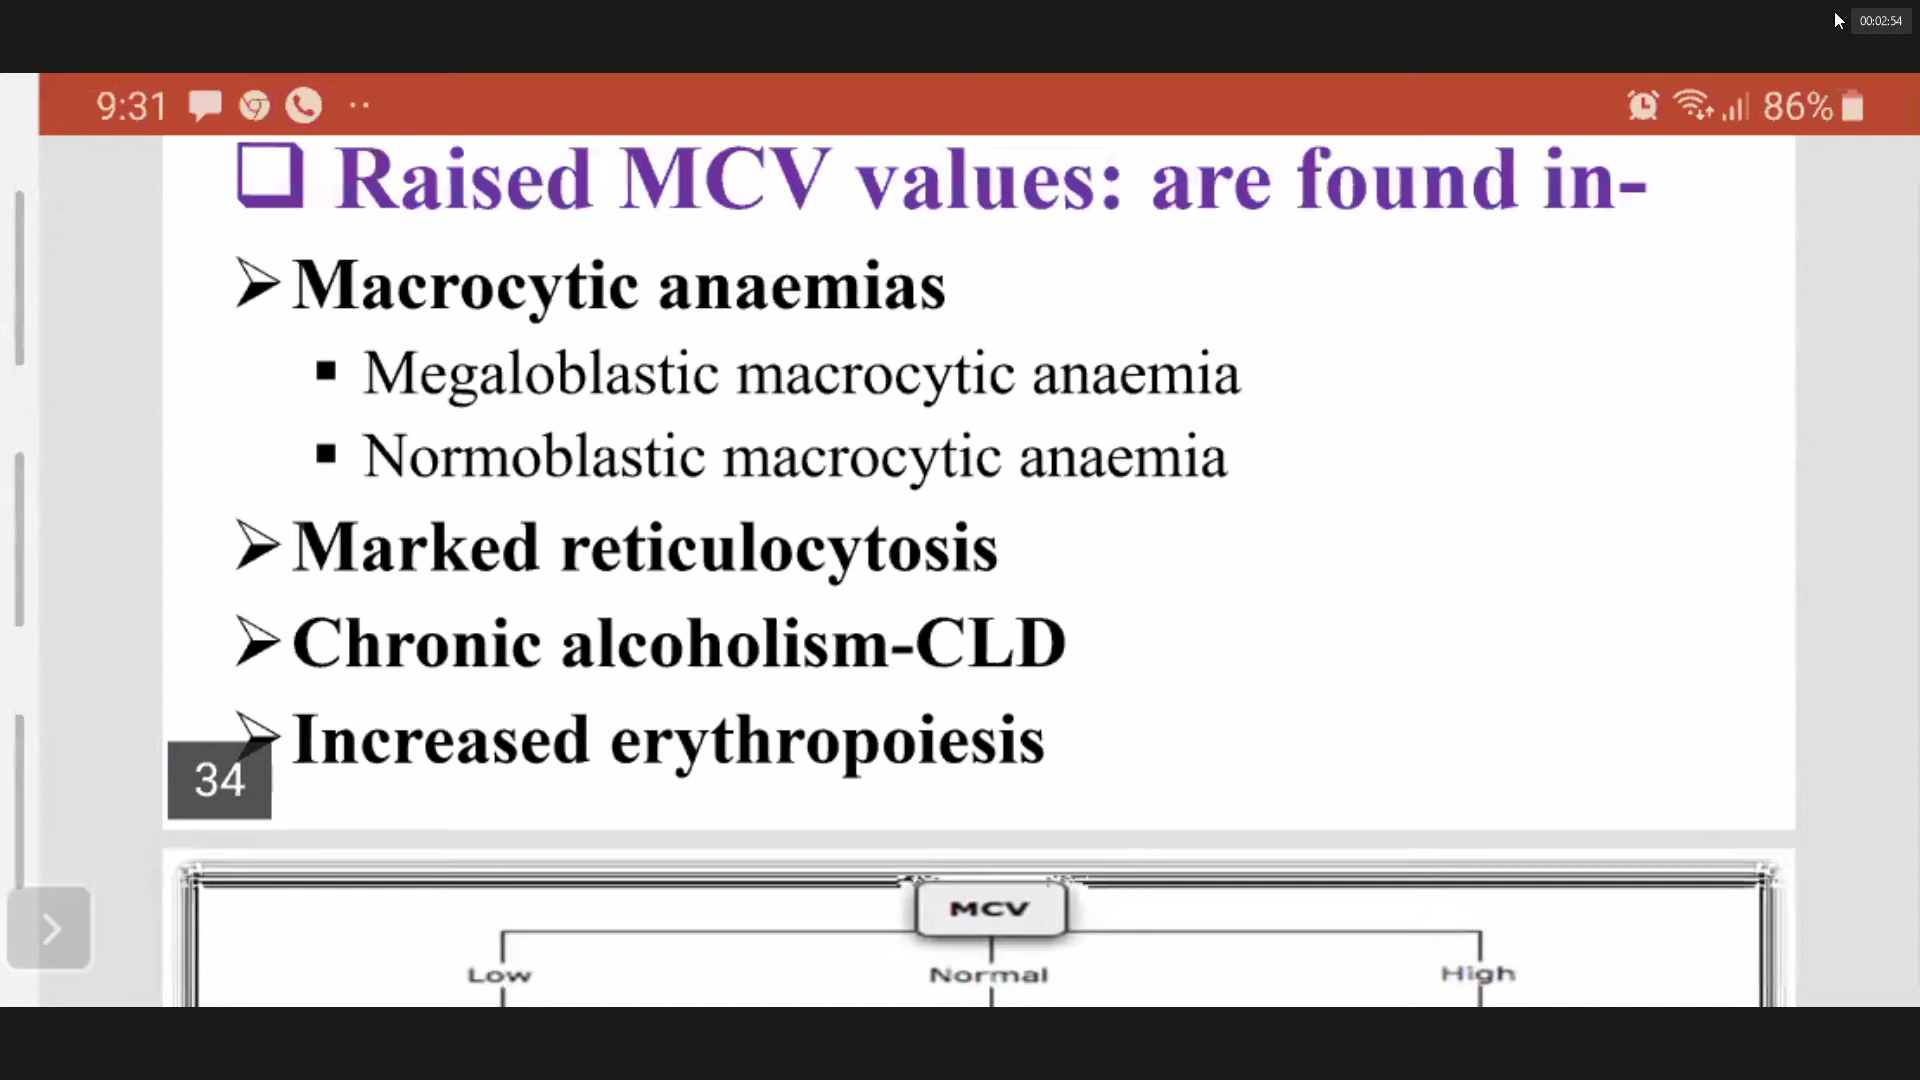 00:02:54
9:31
86%
Raised MCV values: are found in-
Macrocytic anaemias
Megaloblastic macrocytic anaemia
Normoblastic macrocytic anaemia
Marked reticulocytosis
Chronic alcoholism-CLD
Increased erythropoiesis
34
MCV
Low Normal High